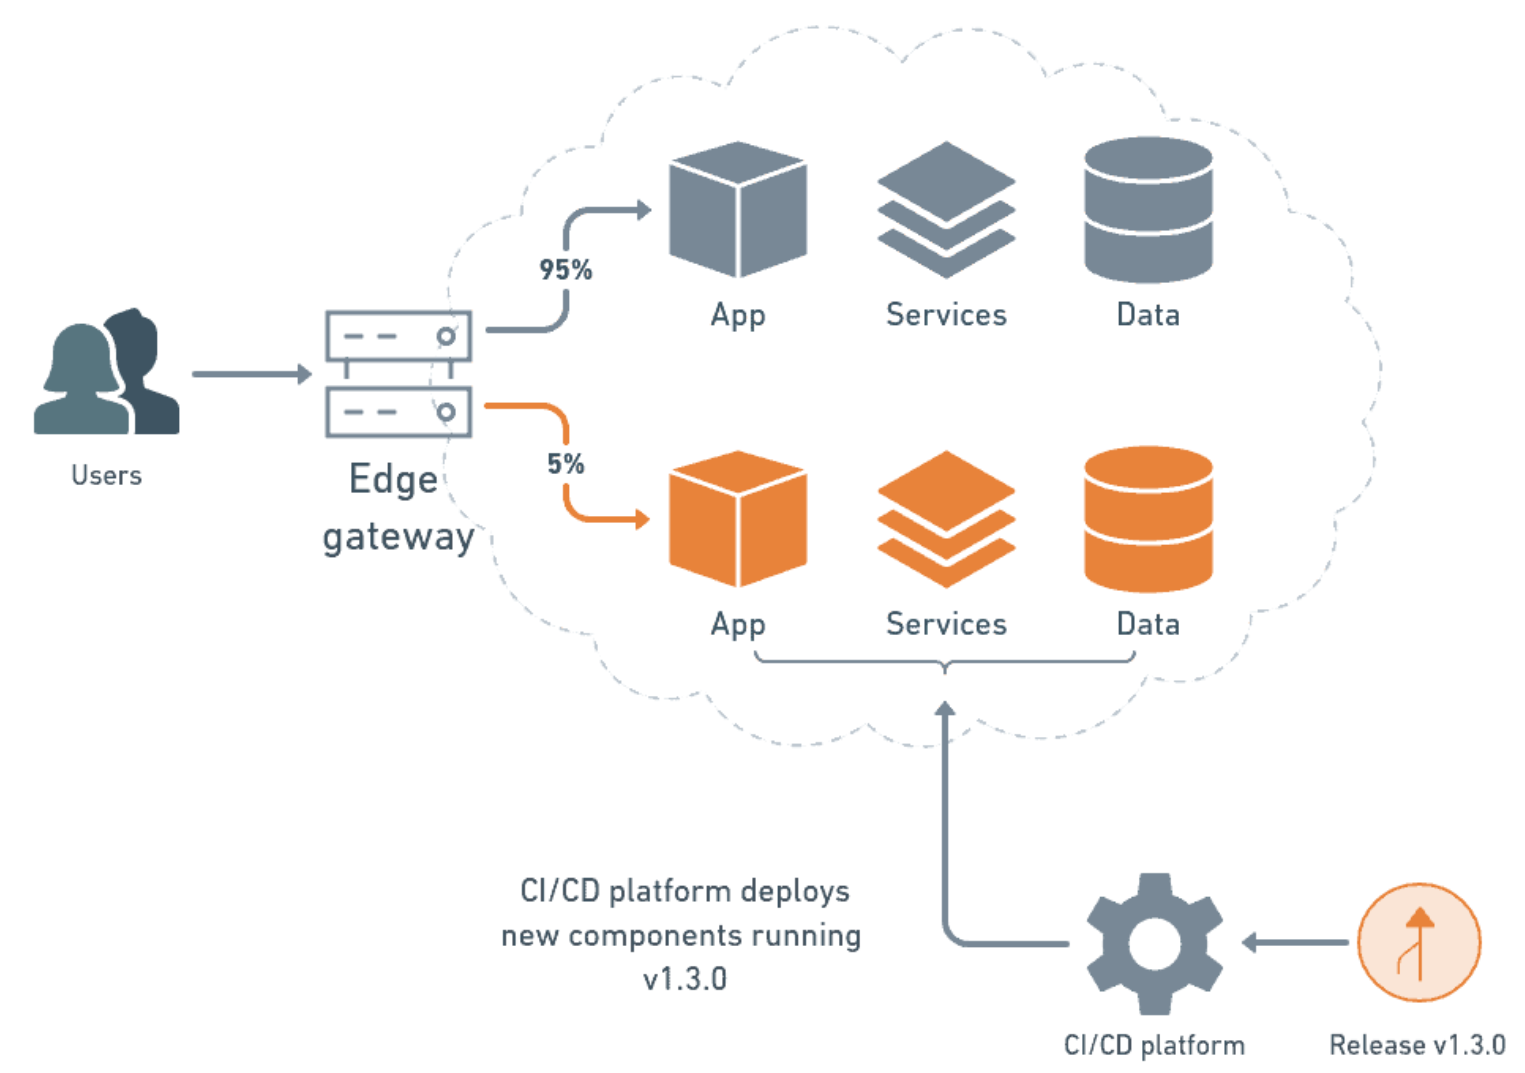 95%
App
Services
Data
Users
Edge
gateway
5%
App
Services
Data
CI/CD platform deploys
new components running
v1.3.0
CI/CD platform
Release v1.3.0